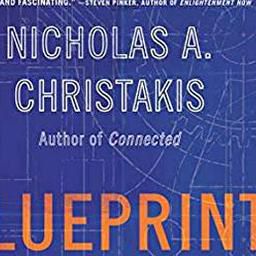 AND FASCINATING." —STEVEN PINKER, AUTHOR OF ENLIGHTENMENT NOW
NICHOLAS A.
CHRISTAKIS
Author of Connected
LUEPRINT